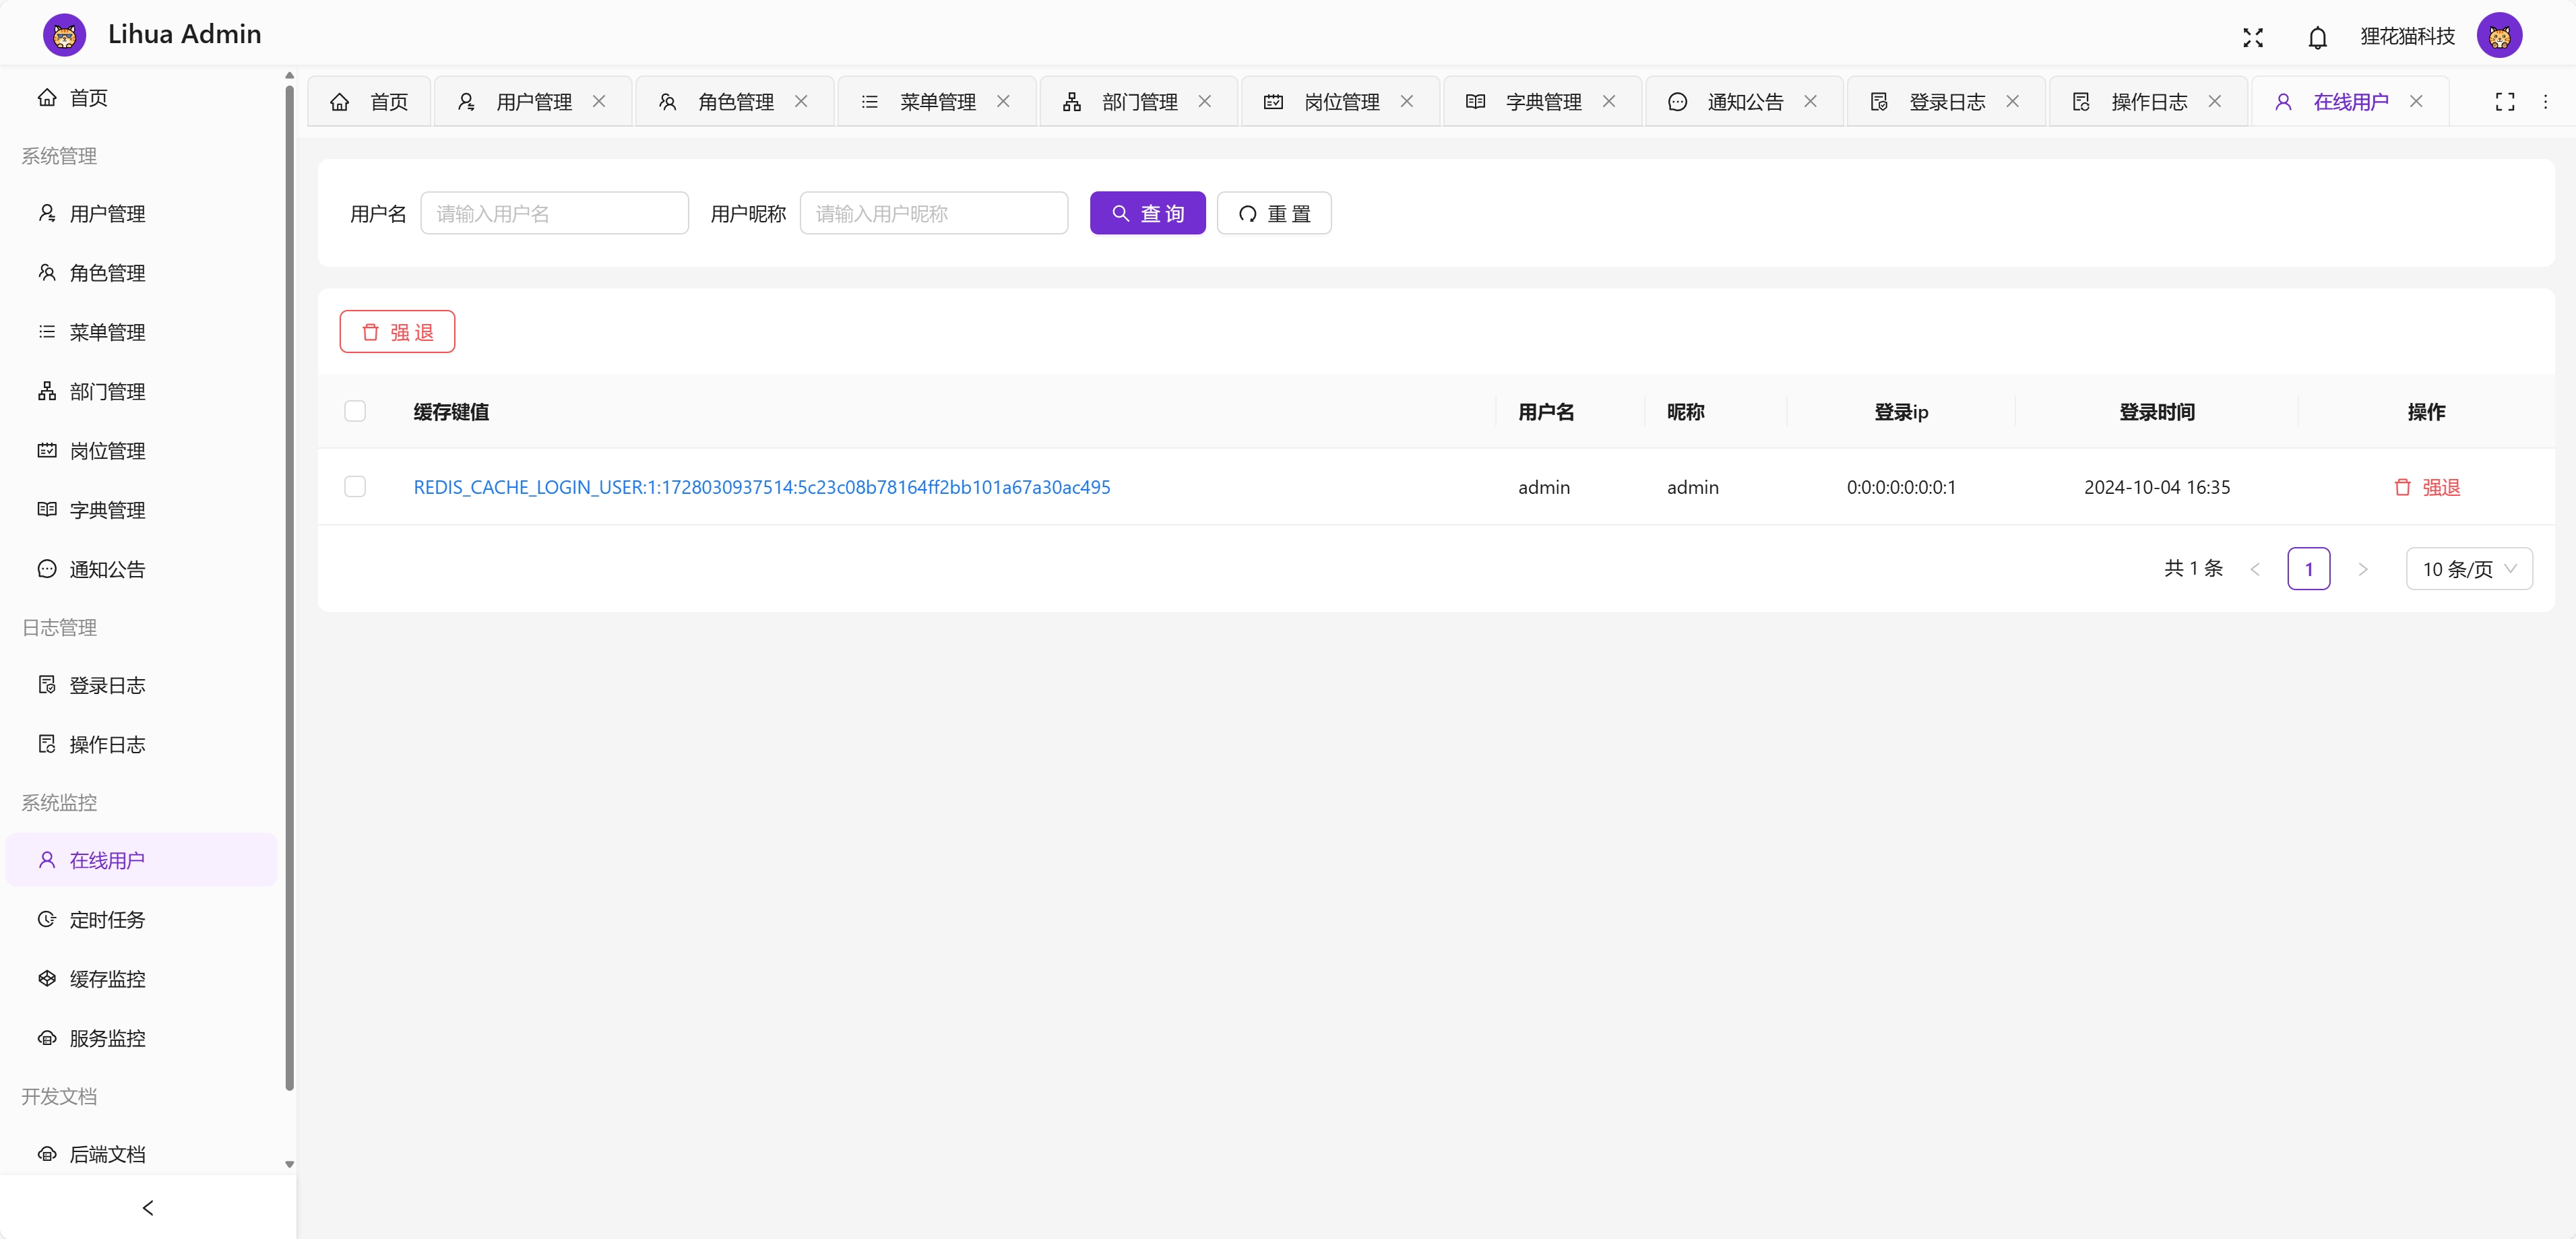 Lihua Admin
狸花猫科技
首页
系统管理
用户管理
角色管理
菜单管理
部门管理
岗位管理
字典管理
通知公告
日志管理
登录日志
操作日志
系统监控
在线用户
定时任务
缓存监控
服务监控
开发文档
后端文档
首页 用户管理 角色管理 菜单管理 部门管理 岗位管理 字典管理 通知公告 登录日志 操作日志 在线用户
用户名 请输入用户名 用户昵称 请输入用户昵称 查 询 重 置
强 退
缓存键值 用户名 昵称 登录ip 登录时间 操作
REDIS_CACHE_LOGIN_USER:1:1728030937514:5c23c08b78164ff2bb101a67a30ac495 admin admin 0:0:0:0:0:0:0:1 2024-10-04 16:35 强退
共 1 条 1 10 条/页